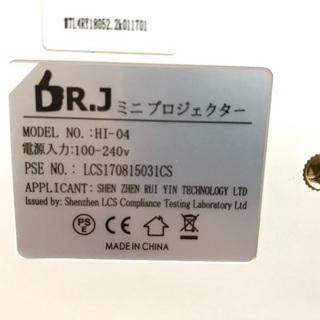 WTL4RY18052.2k011701
DR.J ミニプロジェクター
MODEL NO.:HI-04
電源入力:100-240v
PSE NO.: LCS170815031CS
APPLICANT: SHEN ZHEN RUI YIN TECHNOLOGY LTD
Issued by: Shenzhen LCS Compliance Testing Laboratory Ltd
PS
E
CE
MADE IN CHINA